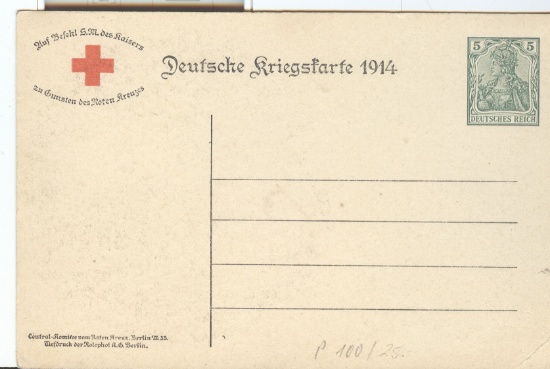 Auf Befehl S.M. des Kaisers
zu Gunsten des Roten Kreuzes
Deutsche Kriegskarte 1914
5 5
DEUTSCHES REICH
Central-Komitee vom Roten Kreuz, Berlin W. 35.
Tiefdruck der Rotophot A.G. Berlin.
P 100/25.